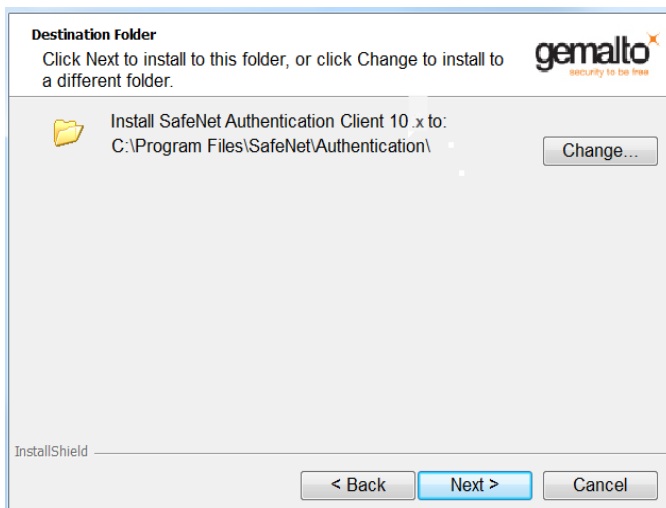 Destination Folder
Click Next to install to this folder, or click Change to install to
a different folder.
gemalto
security to be free
Install SafeNet Authentication Client 10 .x to:
C:\Program Files\SafeNet\Authentication\
Change...
InstallShield
< Back
Next >
Cancel